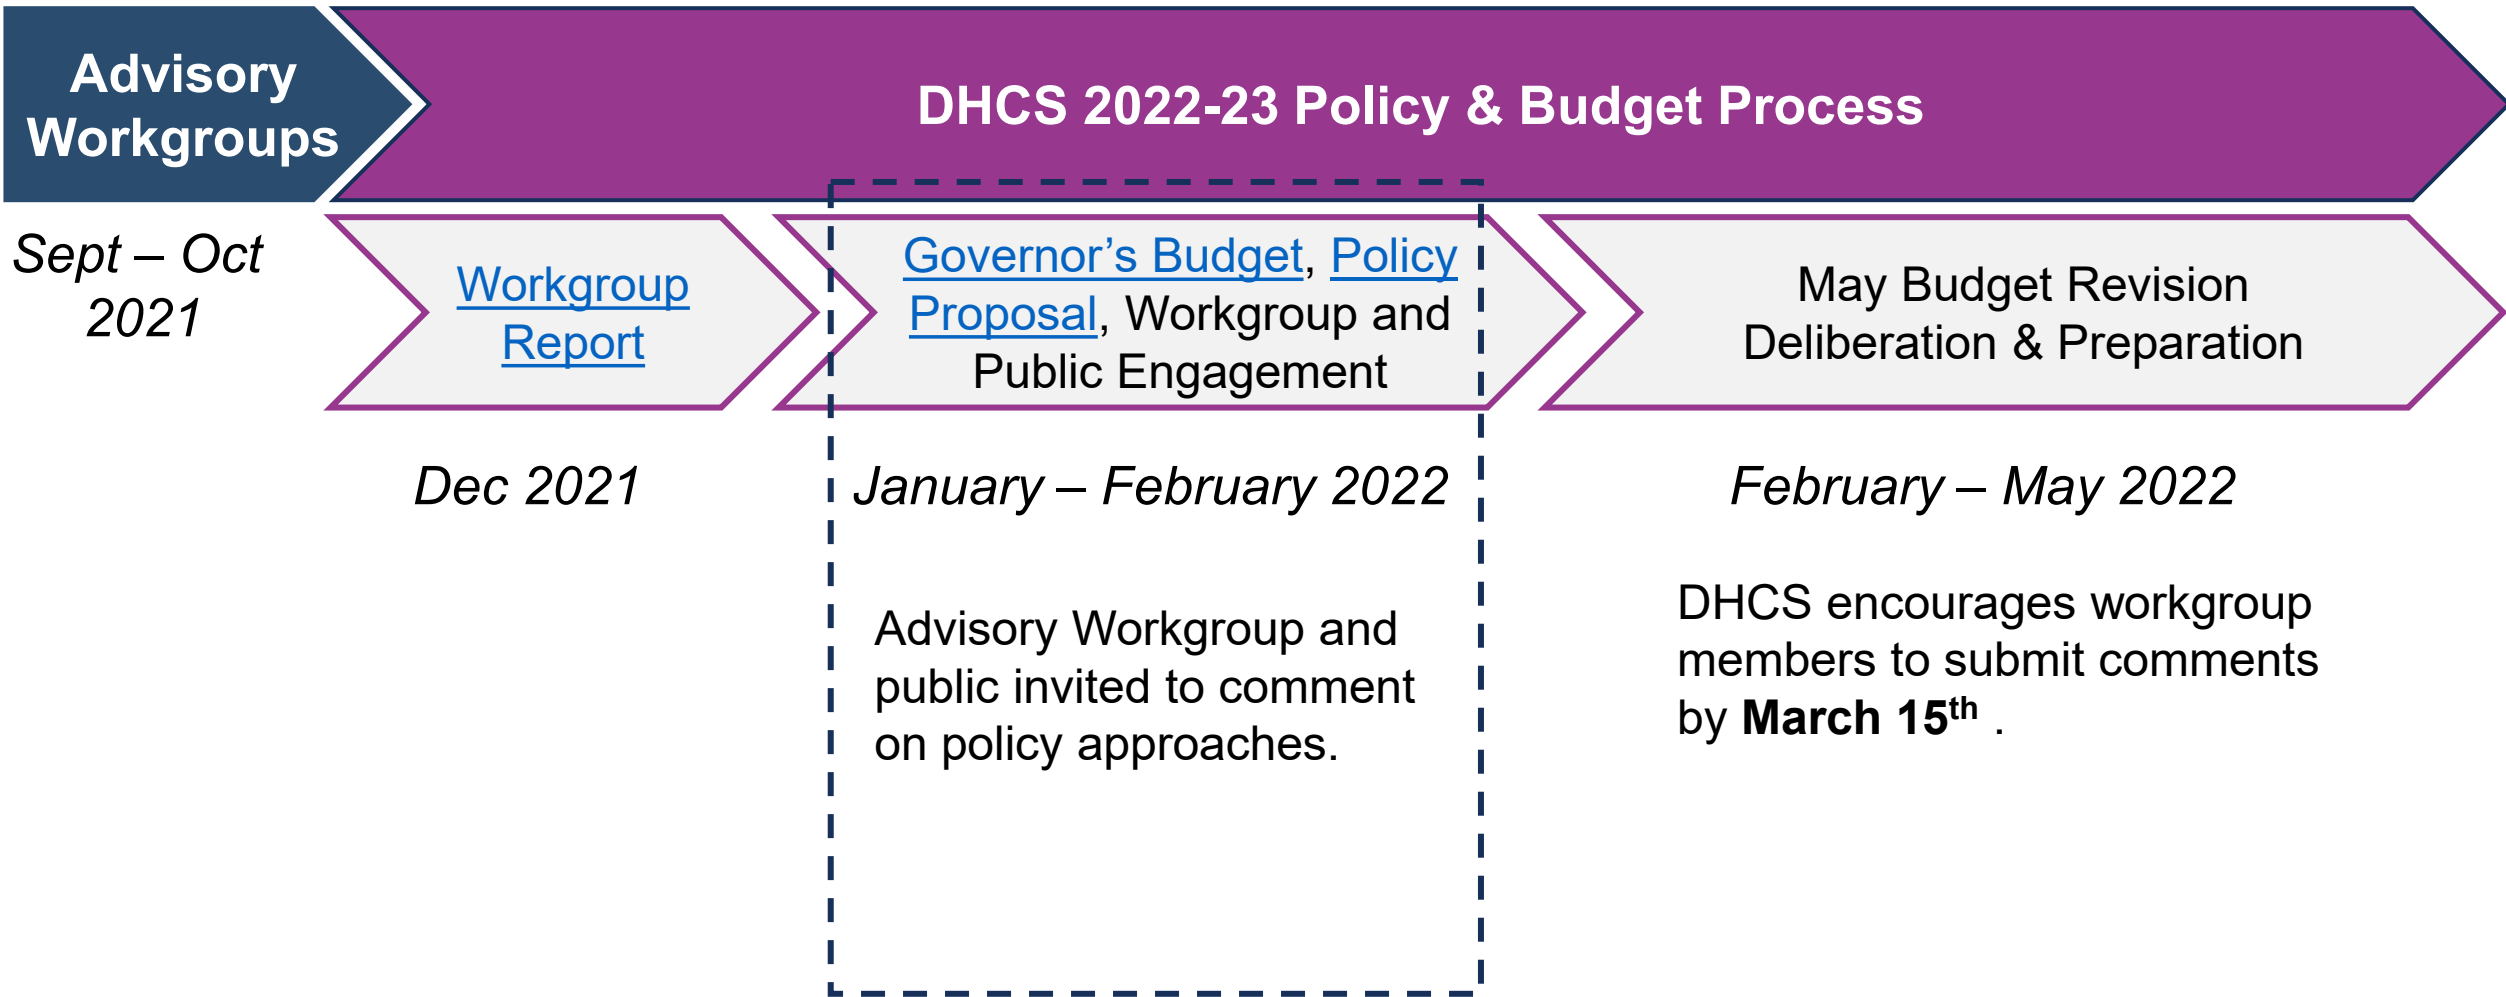 Advisory
Workgroups
DHCS 2022-23 Policy & Budget Process
Sept – Oct
2021
Workgroup
Report
Governor’s Budget, Policy
Proposal, Workgroup and
Public Engagement
May Budget Revision
Deliberation & Preparation
Dec 2021
January – February 2022
February – May 2022
Advisory Workgroup and
public invited to comment
on policy approaches.
DHCS encourages workgroup
members to submit comments
by March 15th .